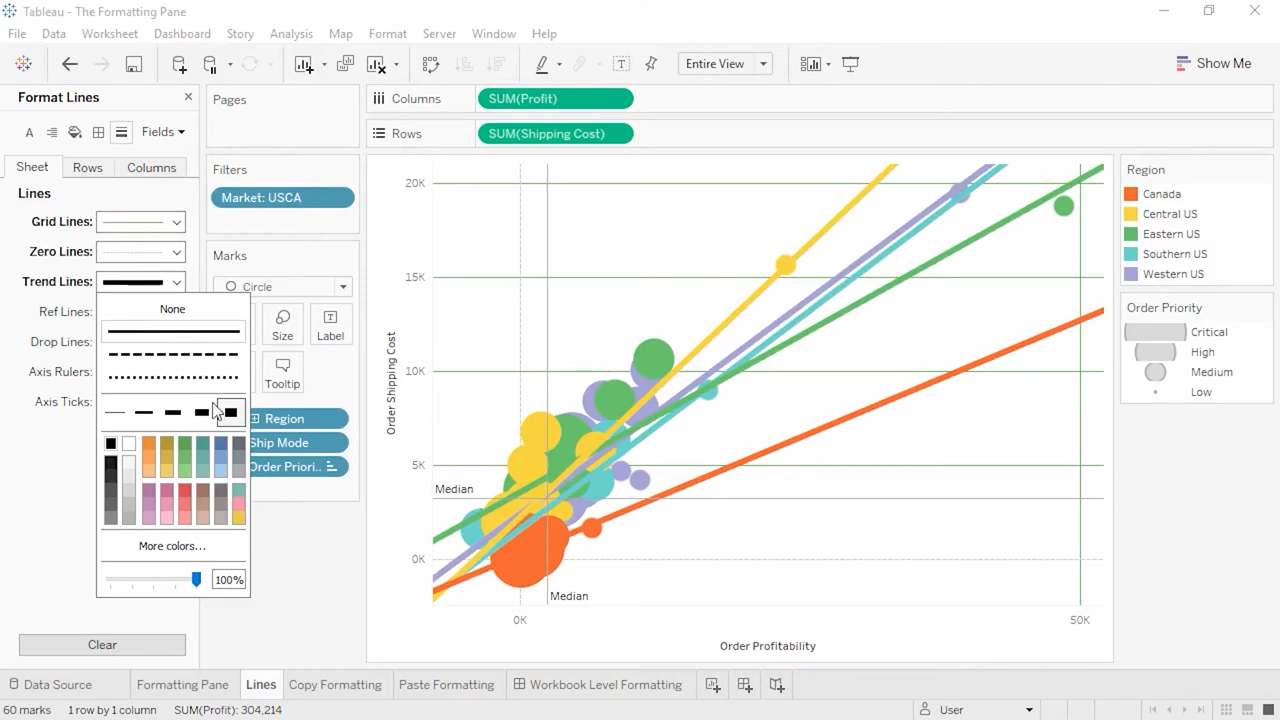 Tableau - The Formatting Pane
File Data Worksheet Dashboard Story Analysis Map Format Server Window Help
Entire View
Show Me
Format Lines
Fields
Sheet Rows Columns
Lines
Grid Lines:
Zero Lines:
Trend Lines:
Ref Lines:
Drop Lines:
Axis Rulers:
Axis Ticks:
None
More colors...
100%
Clear
Pages
Filters
Market: USCA
Marks
Circle
Size
Label
Tooltip
Region
Ship Mode
Order Priori..
Columns
SUM(Profit)
Rows
SUM(Shipping Cost)
20K
15K
10K
5K
0K
Order Shipping Cost
Median
Median
0K
50K
Order Profitability
Region
Canada
Central US
Eastern US
Southern US
Western US
Order Priority
Critical
High
Medium
Low
Data Source Formatting Pane Lines Copy Formatting Paste Formatting Workbook Level Formatting
60 marks 1 row by 1 column SUM(Profit): 304,214
User